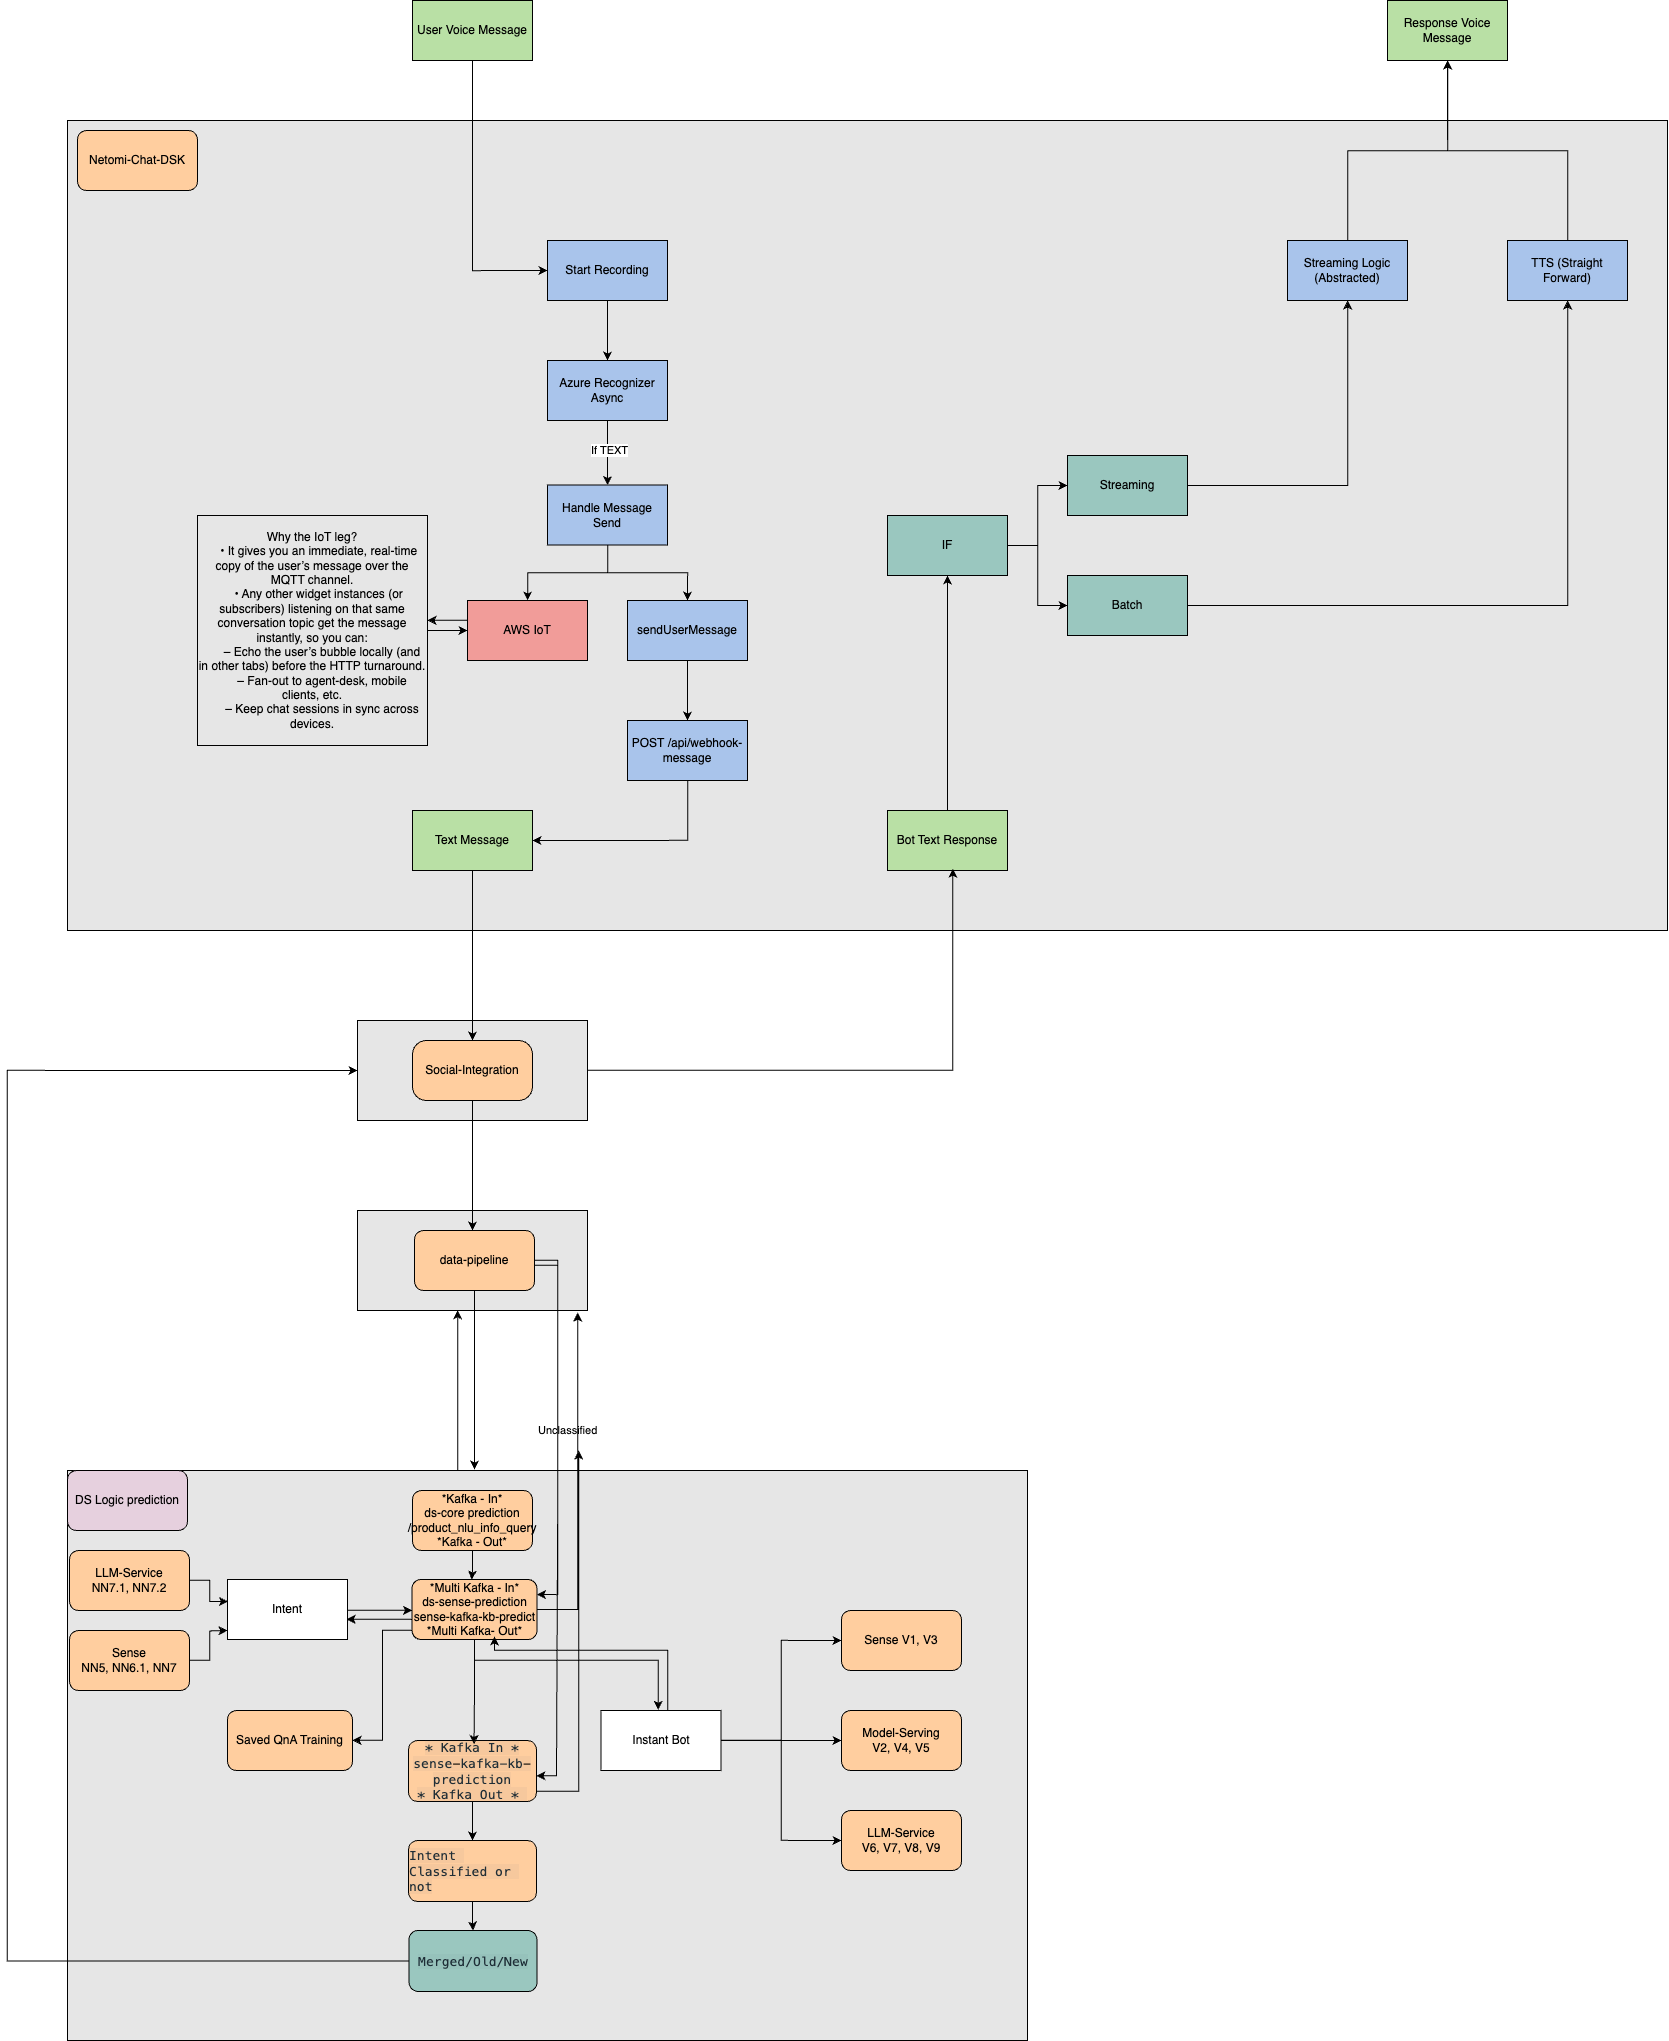 User Voice Message
Response Voice
Message
Netomi-Chat-DSK
Start Recording
Streaming Logic
(Abstracted)
TTS (Straight
Forward)
Azure Recognizer
Async
If TEXT
Handle Message
Send
Streaming
IF
Batch
Why the IoT leg?
• It gives you an immediate, real-time
copy of the user’s message over the
MQTT channel.
• Any other widget instances (or
subscribers) listening on that same
conversation topic get the message
instantly, so you can:
– Echo the user’s bubble locally (and
in other tabs) before the HTTP turnaround.
– Fan-out to agent-desk, mobile
clients, etc.
– Keep chat sessions in sync across
devices.
AWS IoT
sendUserMessage
POST /api/webhook-
message
Text Message
Bot Text Response
Social-Integration
data-pipeline
Unclassified
DS Logic prediction
*Kafka - In*
ds-core prediction
/product_nlu_info_query
*Kafka - Out*
LLM-Service
NN7.1, NN7.2
Intent
*Multi Kafka - In*
ds-sense-prediction
sense-kafka-kb-predict
*Multi Kafka- Out*
Sense
NN5, NN6.1, NN7
Sense V1, V3
Saved QnA Training
* Kafka In *
sense-kafka-kb-
prediction
* Kafka Out *
Instant Bot
Model-Serving
V2, V4, V5
LLM-Service
V6, V7, V8, V9
Intent
Classified or
not
Merged/Old/New